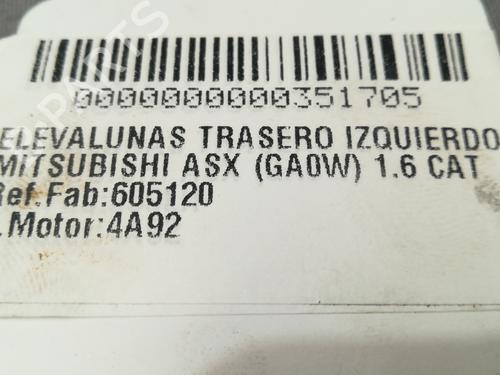 0000000000351705
ELEVALUNAS TRASERO IZQUIERDO
MITSUBISHI ASX (GA0W) 1.6 CAT
Ref.Fab:605120
.Motor:4A92